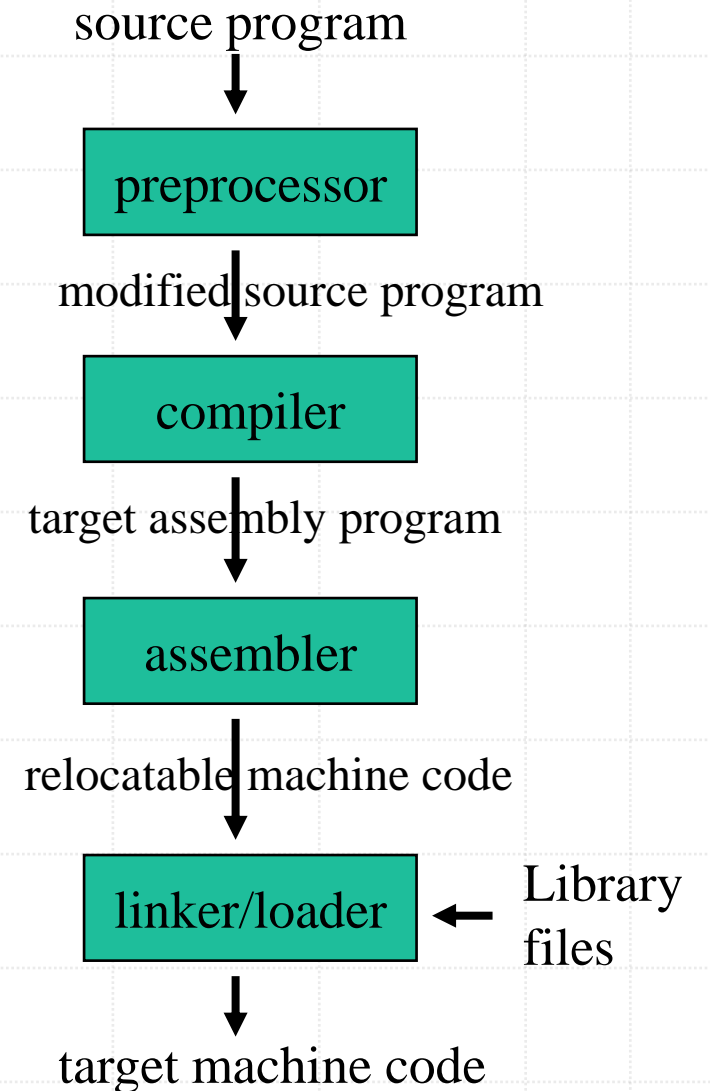 source program
preprocessor
modified source program
compiler
target assembly program
assembler
relocatable machine code
linker/loader
Library
files
target machine code